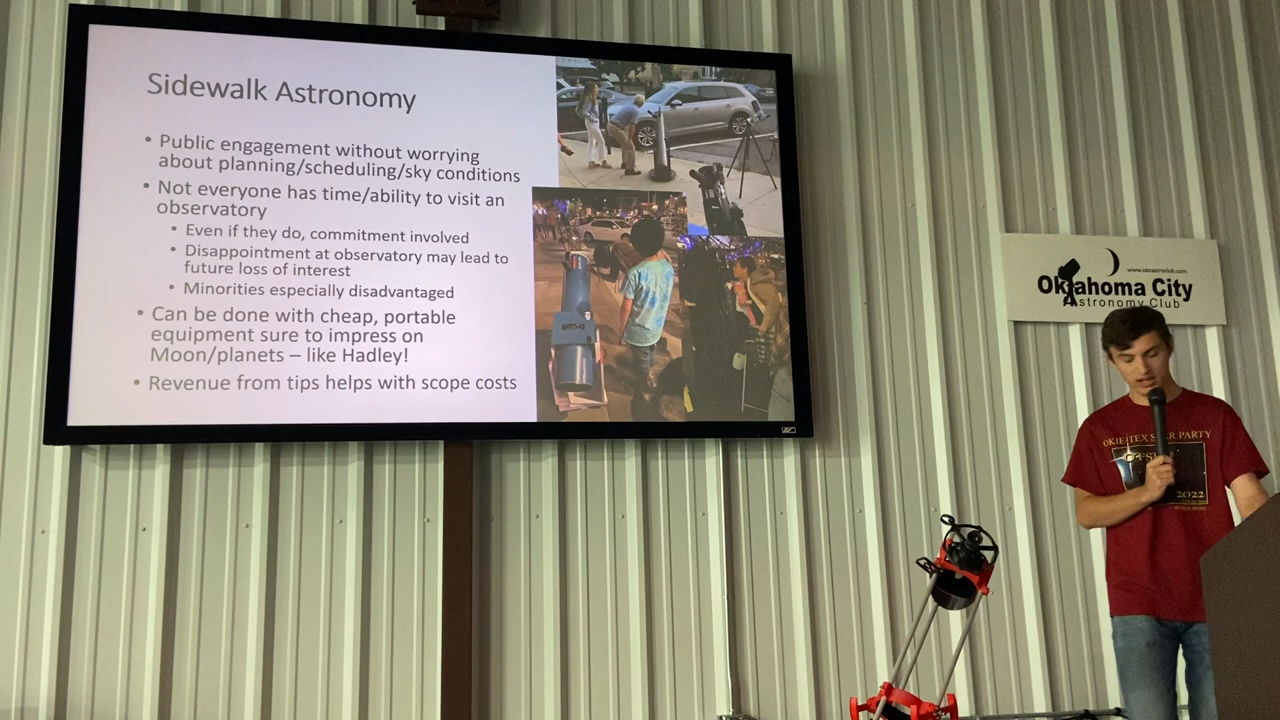 Sidewalk Astronomy
• Public engagement without worrying
about planning/scheduling/sky conditions
• Not everyone has time/ability to visit an
observatory
• Even if they do, commitment involved
• Disappointment at observatory may lead to
future loss of interest
• Minorities especially disadvantaged
• Can be done with cheap, portable
equipment sure to impress on
Moon/planets – like Hadley!
• Revenue from tips helps with scope costs
www.okcastroclub.com
Oklahoma City
Astronomy Club
OKIE-TEX STAR PARTY
2022